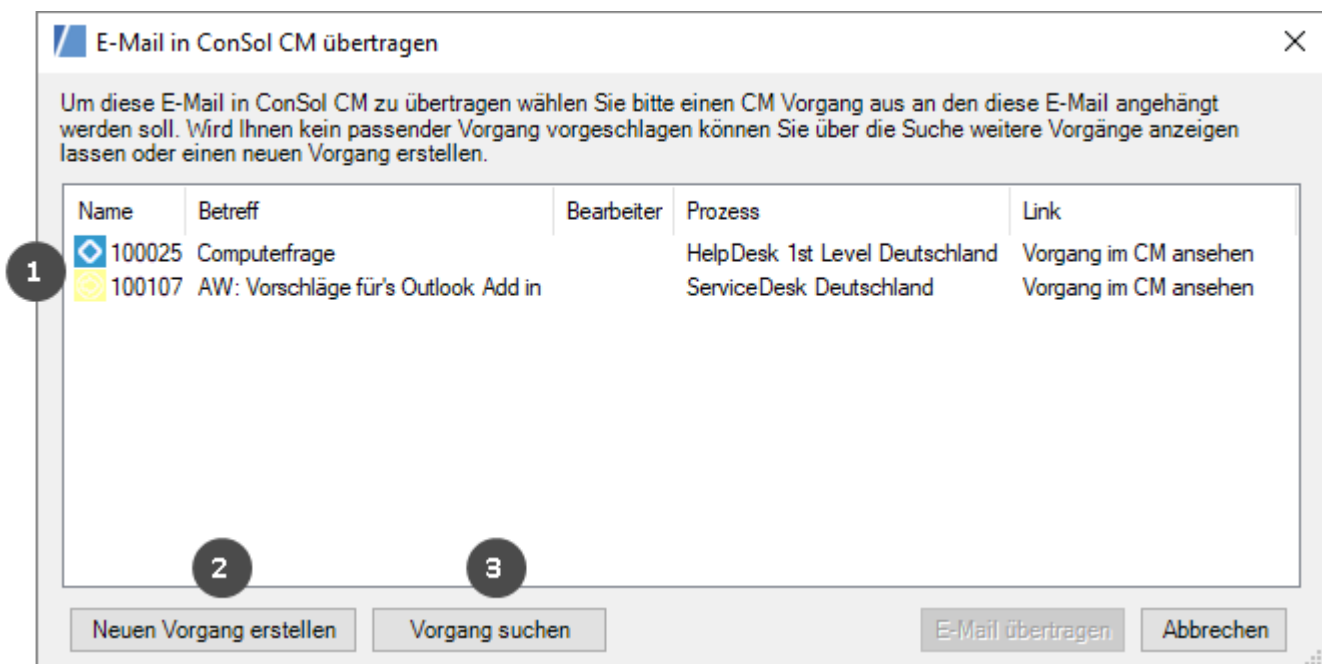 E-Mail in ConSol CM übertragen
Um diese E-Mail in ConSol CM zu übertragen wählen Sie bitte einen CM Vorgang aus an den diese E-Mail angehängt
werden soll. Wird Ihnen kein passender Vorgang vorgeschlagen können Sie über die Suche weitere Vorgänge anzeigen
lassen oder einen neuen Vorgang erstellen.
Name Betreff Bearbeiter Prozess Link
100025 Computerfrage HelpDesk 1st Level Deutschland Vorgang im CM ansehen
1
100107 AW: Vorschläge für's Outlook Add in ServiceDesk Deutschland Vorgang im CM ansehen
2 3
Neuen Vorgang erstellen Vorgang suchen E-Mail übertragen Abbrechen